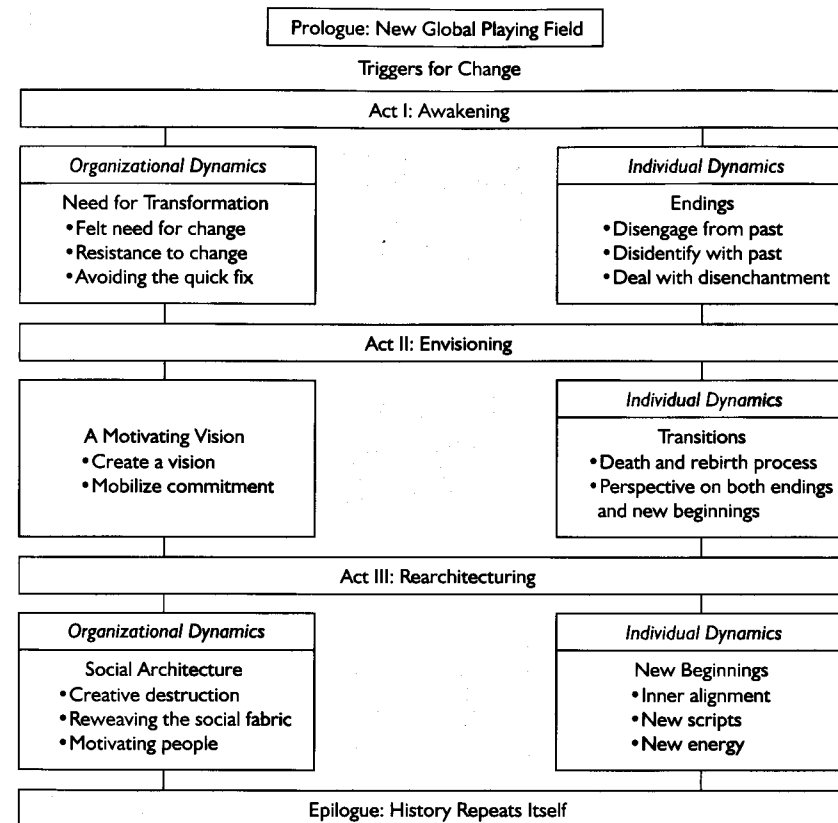 Prologue: New Global Playing Field
Triggers for Change
Act I: Awakening
Organizational Dynamics
Need for Transformation
•Felt need for change
•Resistance to change
•Avoiding the quick fix
Individual Dynamics
Endings
•Disengage from past
•Disidentify with past
•Deal with disenchantment
Act II: Envisioning
A Motivating Vision
•Create a vision
•Mobilize commitment
Individual Dynamics
Transitions
•Death and rebirth process
•Perspective on both endings
and new beginnings
Act III: Rearchitecturing
Organizational Dynamics
Social Architecture
•Creative destruction
•Reweaving the social fabric
•Motivating people
Individual Dynamics
New Beginnings
•Inner alignment
•New scripts
•New energy
Epilogue: History Repeats Itself